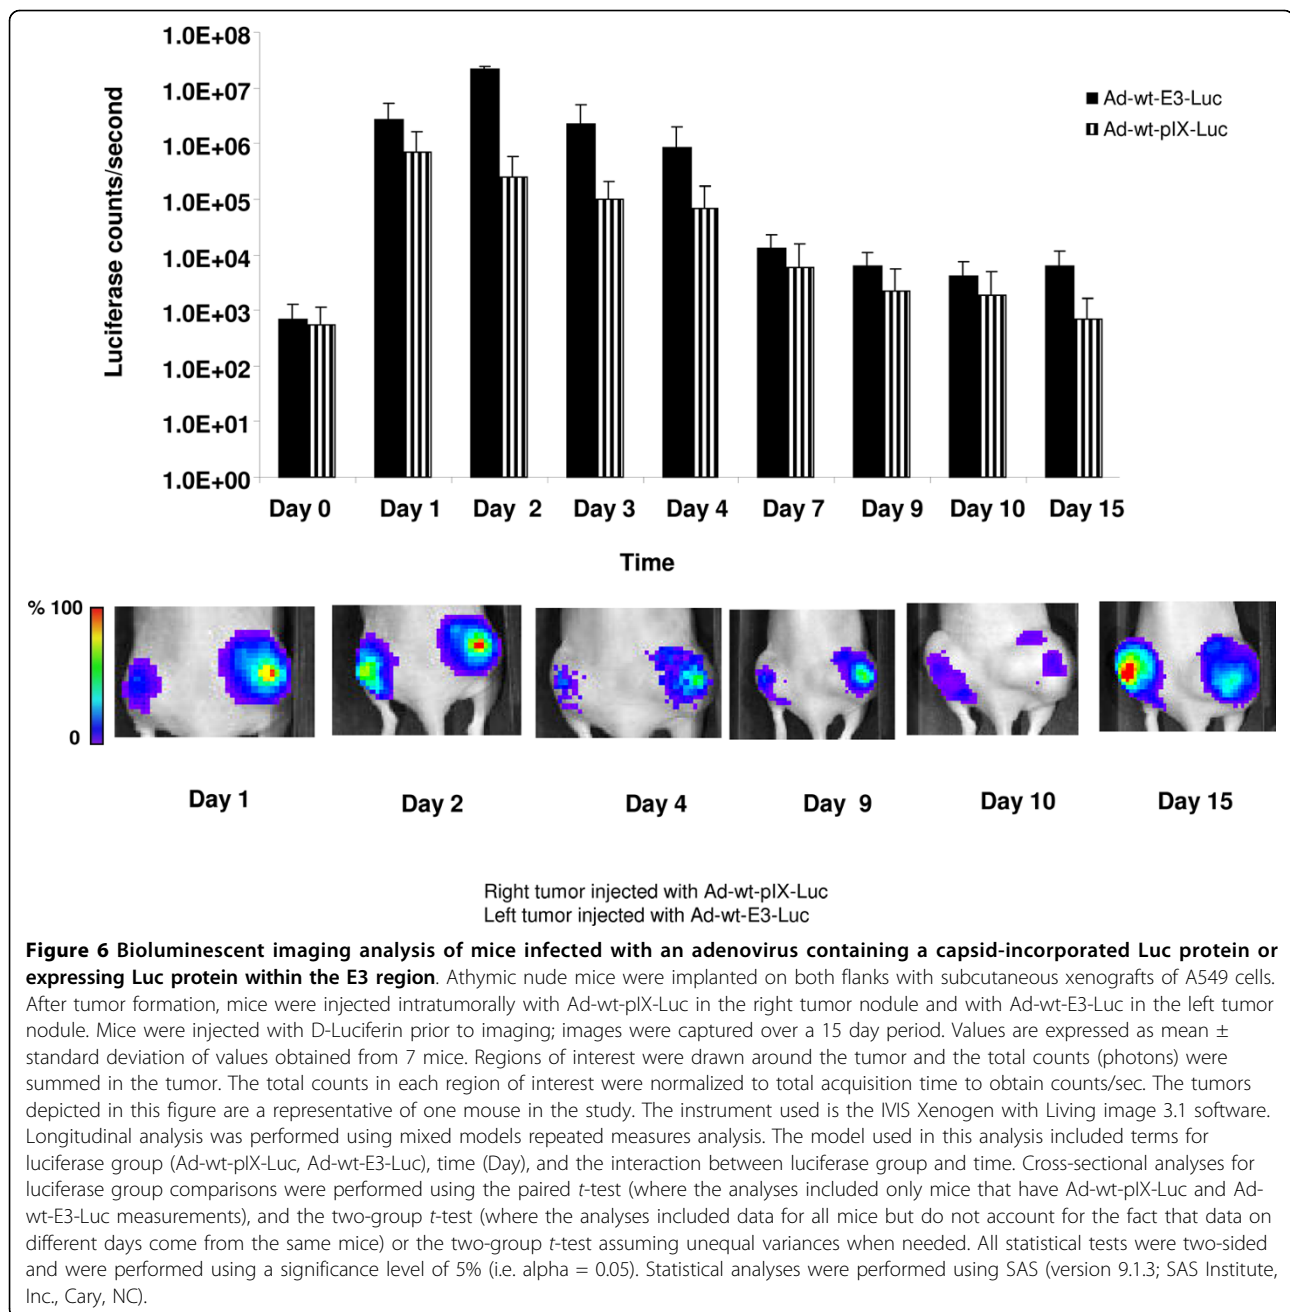 1.0E+08
1.0E+07
1.0E+06
1.0E+05
1.0E+04
1.0E+03
1.0E+02
1.0E+01
1.0E+00
Luciferase counts/second
Ad-wt-E3-Luc
Ad-wt-pIX-Luc
Day 0 Day 1 Day 2 Day 3 Day 4 Day 7 Day 9 Day 10 Day 15
Time
% 100
0
Day 1 Day 2 Day 4 Day 9 Day 10 Day 15
Right tumor injected with Ad-wt-pIX-Luc
Left tumor injected with Ad-wt-E3-Luc
Figure 6 Bioluminescent imaging analysis of mice infected with an adenovirus containing a capsid-incorporated Luc protein or
expressing Luc protein within the E3 region. Athymic nude mice were implanted on both flanks with subcutaneous xenografts of A549 cells.
After tumor formation, mice were injected intratumorally with Ad-wt-pIX-Luc in the right tumor nodule and with Ad-wt-E3-Luc in the left tumor
nodule. Mice were injected with D-Luciferin prior to imaging; images were captured over a 15 day period. Values are expressed as mean ±
standard deviation of values obtained from 7 mice. Regions of interest were drawn around the tumor and the total counts (photons) were
summed in the tumor. The total counts in each region of interest were normalized to total acquisition time to obtain counts/sec. The tumors
depicted in this figure are a representative of one mouse in the study. The instrument used is the IVIS Xenogen with Living image 3.1 software.
Longitudinal analysis was performed using mixed models repeated measures analysis. The model used in this analysis included terms for
luciferase group (Ad-wt-pIX-Luc, Ad-wt-E3-Luc), time (Day), and the interaction between luciferase group and time. Cross-sectional analyses for
luciferase group comparisons were performed using the paired t-test (where the analyses included only mice that have Ad-wt-pIX-Luc and Ad-
wt-E3-Luc measurements), and the two-group t-test (where the analyses included data for all mice but do not account for the fact that data on
different days come from the same mice) or the two-group t-test assuming unequal variances when needed. All statistical tests were two-sided
and were performed using a significance level of 5% (i.e. alpha = 0.05). Statistical analyses were performed using SAS (version 9.1.3; SAS Institute,
Inc., Cary, NC).